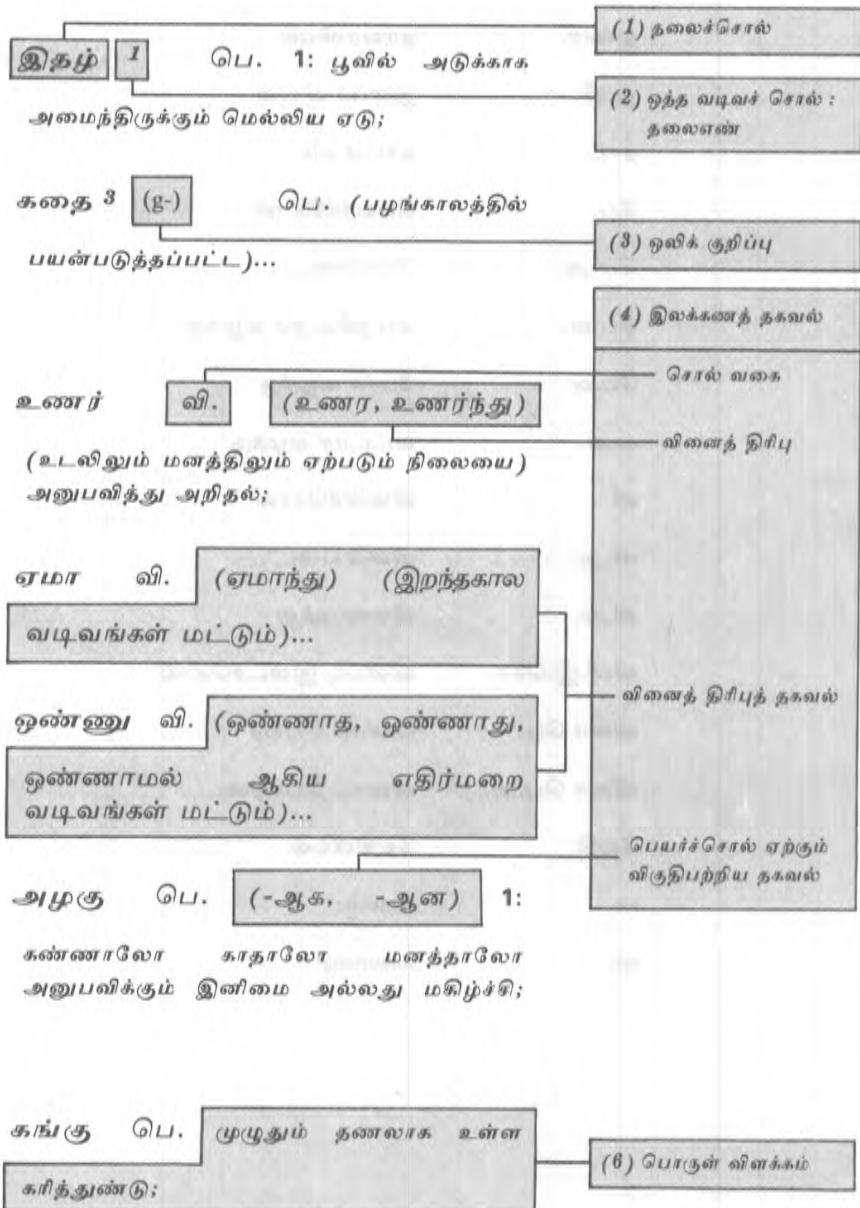 (1) தலைச்சொல்
இதழ் 1 பெ. 1: பூவில் அடுக்காக
அமைந்திருக்கும் மெல்லிய ஏடு;
(2) ஒத்த வடிவச் சொல் :
தலைஎண்
கதை 3 (g-) பெ. (பழங்காலத்தில்
பயன்படுத்தப்பட்ட)...
(3) ஒலிக் குறிப்பு
(4) இலக்கணத் தகவல்
சொல் வகை
உணர் வி. (உணர, உணர்ந்து)
வினைத் திரிபு
(உடலிலும் மனத்திலும் ஏற்படும் நிலையை)
அனுபவித்து அறிதல்;
ஏமா வி. (ஏமாந்து) (இறந்தகால
வடிவங்கள் மட்டும்)...
வினைத் திரிபுத் தகவல்
ஒண்ணு வி. (ஒண்ணாத, ஒண்ணாது,
ஒண்ணாமல் ஆகிய எதிர்மறை
வடிவங்கள் மட்டும்)...
பெயர்ச்சொல் ஏற்கும்
விகுதிபற்றிய தகவல்
அழகு பெ. (-ஆக, -ஆன) 1:
கண்ணாலோ காதாலோ மனத்தாலோ
அனுபவிக்கும் இனிமை அல்லது மகிழ்ச்சி;
கங்கு பெ. முழுதும் தணலாக உள்ள
கரித்துண்டு;
(6) பொருள் விளக்கம்